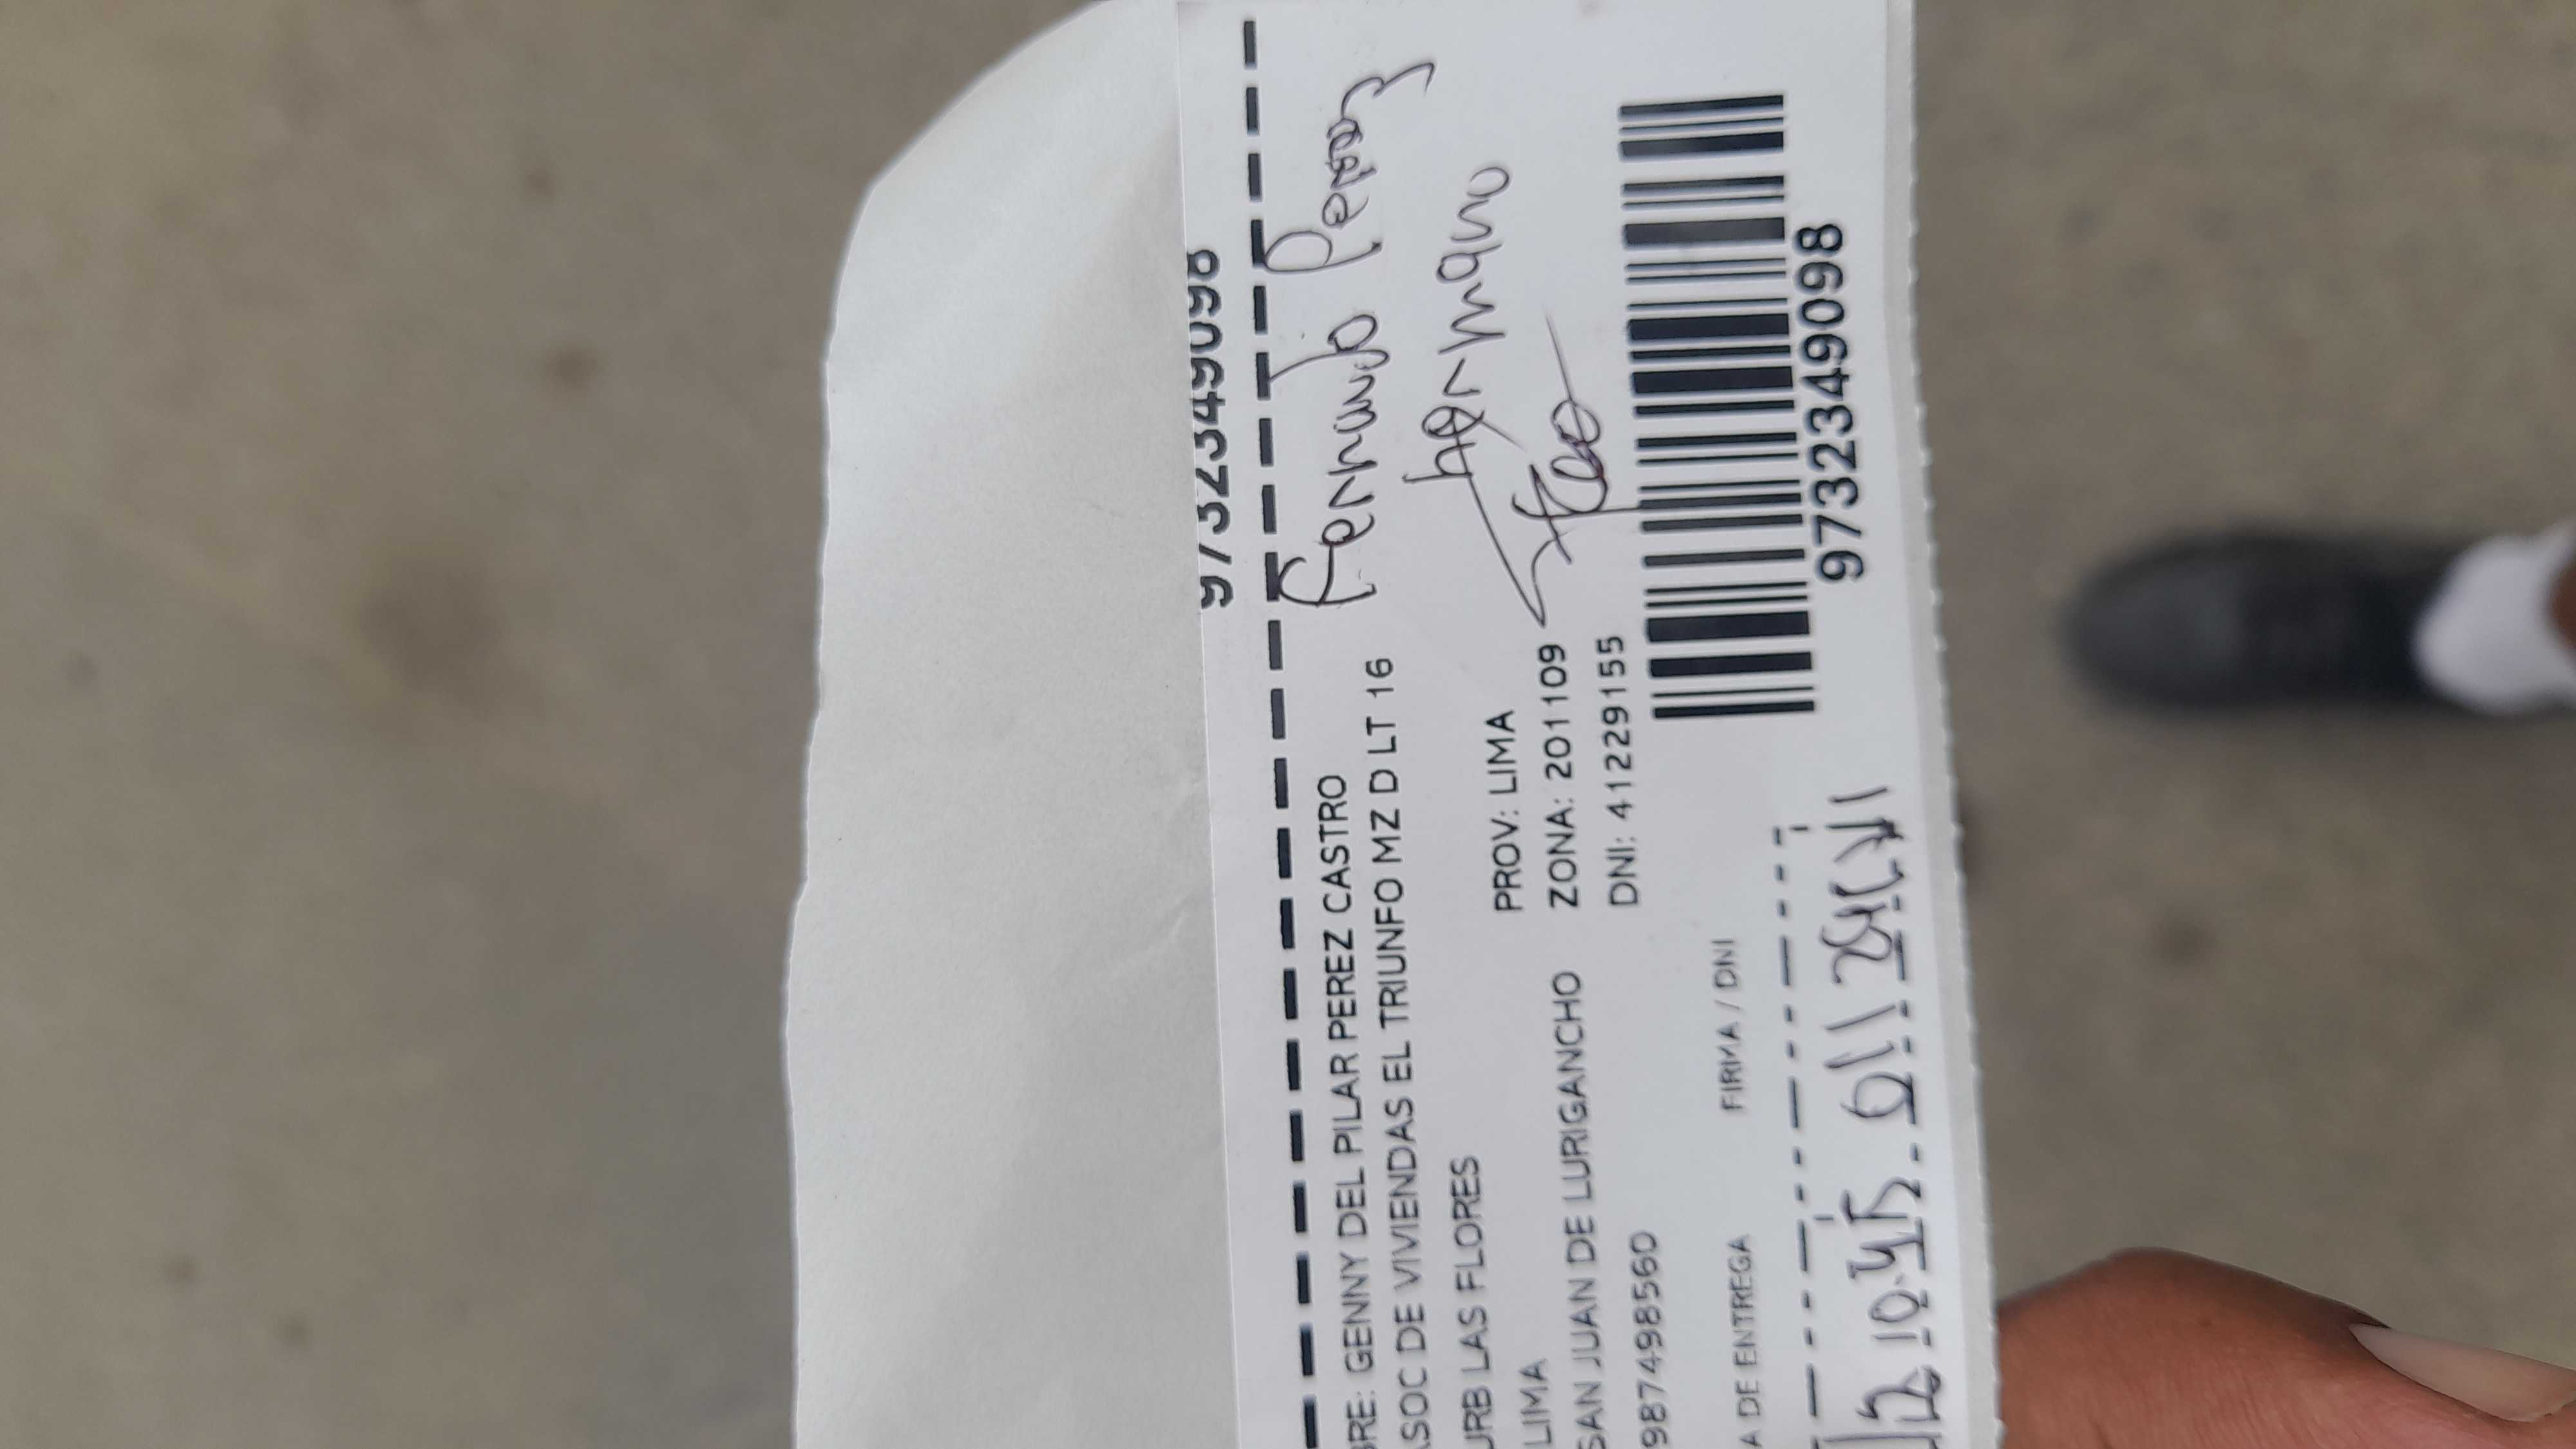 9732349098
BRE: GENNY DEL PILAR PEREZ CASTRO
ASOC DE VIVIENDAS EL TRIUNFO MZ D LT 16
URB LAS FLORES
LIMA PROV: LIMA
SAN JUAN DE LURIGANCHO ZONA: 2011109
987498560 DNI: 41229155
Fernando Perez
hermano
A DE ENTREGA FIRMA / DNI
9732349098